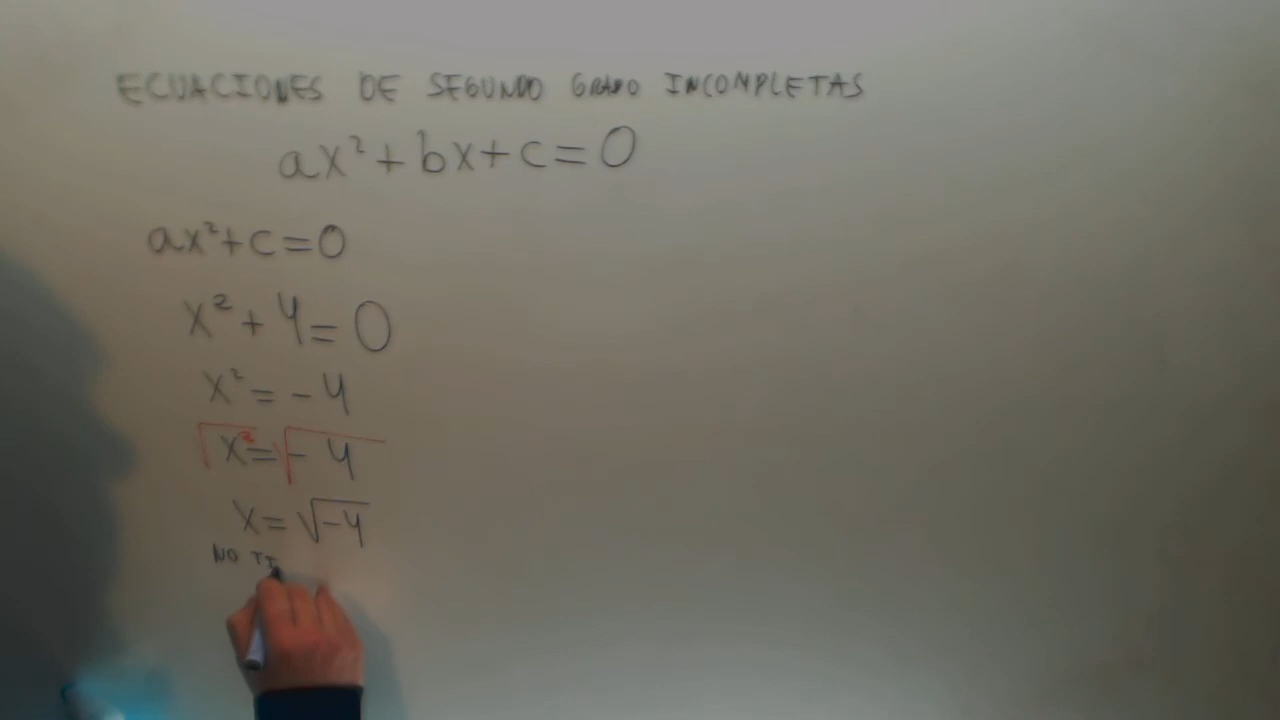 ECUACIONES DE SEGUNDO GRADO INCOMPLETAS
ax²+bx+c=0
ax²+c=0
x²+4=0
x²=-4
√x²=√-4
x=√-4
NO TI